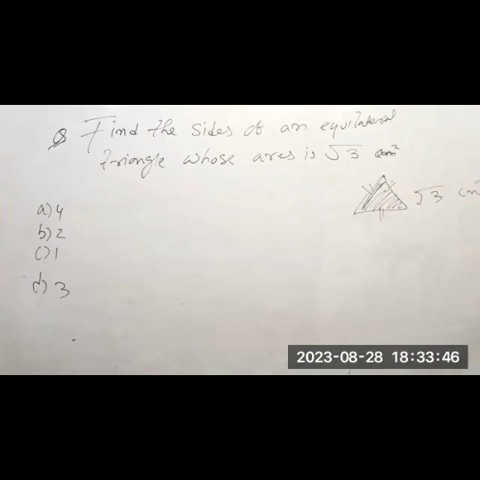 Q Find the sides of an equilateral
triangle whose area is √3 cm²
√3 cm²
a) 4
b) 2
c) 1
d) 3
2023-08-28 18:33:46